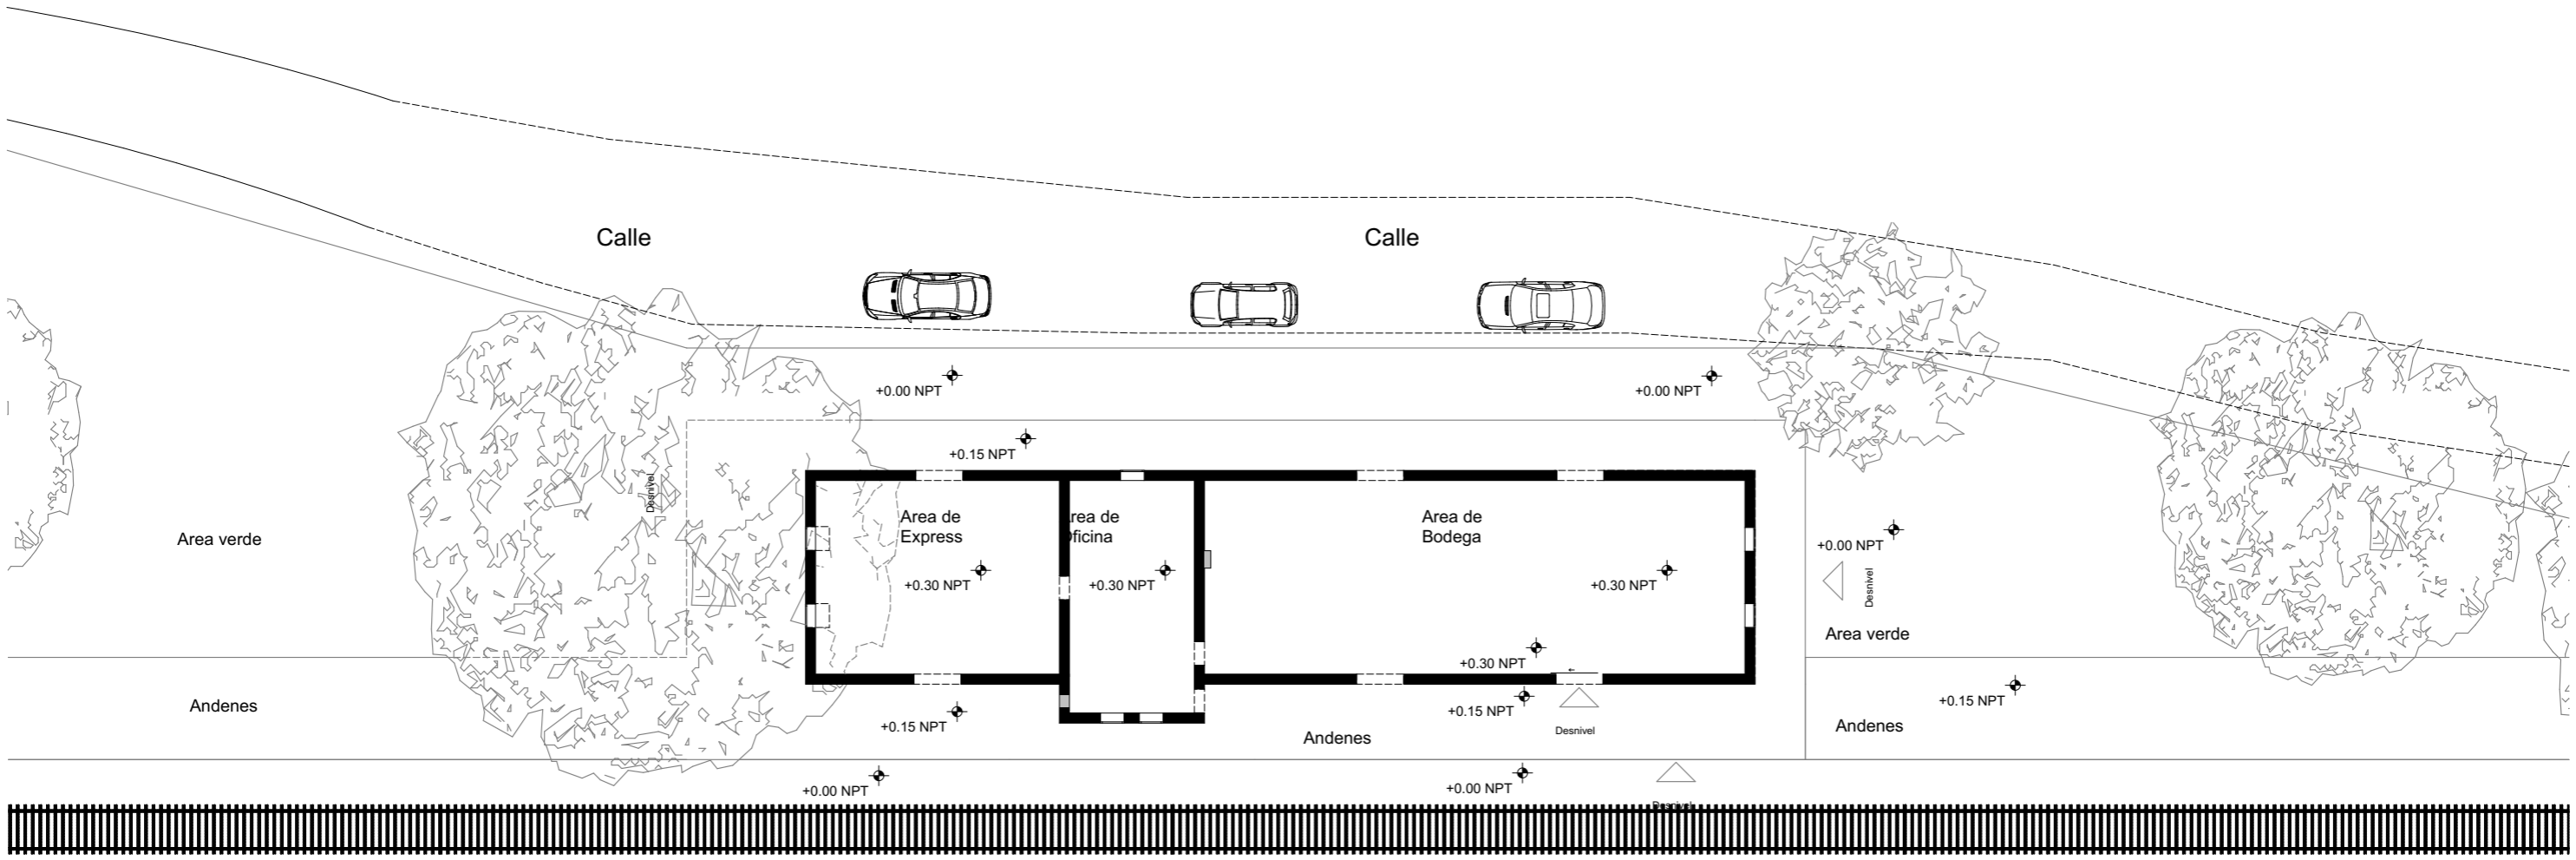 Calle
Calle
+0.00 NPT
+0.00 NPT
+0.15 NPT
Desnivel
Area de
Express
Area de
Oficina
Area de
Bodega
Area verde
+0.00 NPT
+0.30 NPT
+0.30 NPT
+0.30 NPT
Desnivel
Area verde
+0.30 NPT
Andenes
+0.15 NPT
+0.15 NPT
Desnivel
Andenes
+0.15 NPT
Andenes
+0.00 NPT
+0.00 NPT
Desnivel